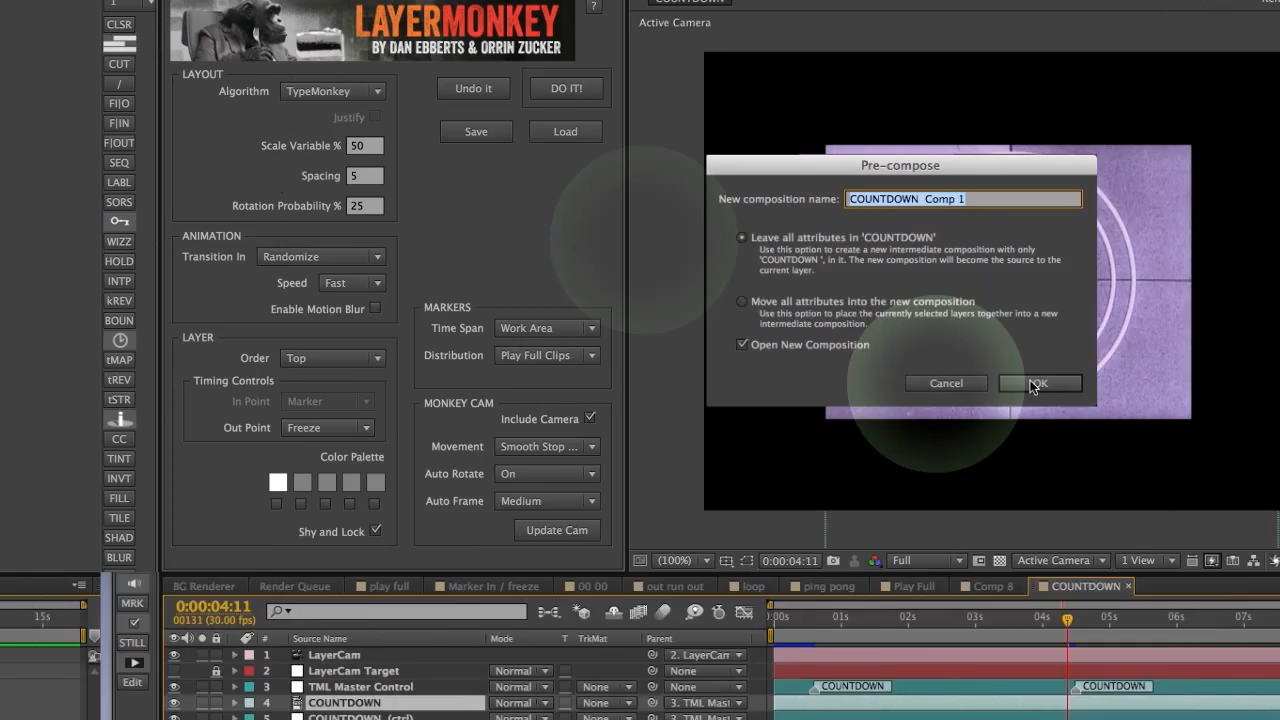 1
CLSR
CUT
/
FI|O
F|IN
F|OUT
SEQ
LABL
SORS
WIZZ
HOLD
INTP
kREV
BOUN
tMAP
tREV
tSTR
CC
TINT
INVT
FILL
TILE
SHAD
BLUR
LAYERMONKEY
BY DAN EBBERTS & ORRIN ZUCKER
?
LAYOUT
Algorithm TypeMonkey
Justify
Scale Variable % 50
Spacing 5
Rotation Probability % 25
ANIMATION
Transition In Randomize
Speed Fast
Enable Motion Blur
LAYER
Order Top
Timing Controls
In Point Marker
Out Point Freeze
Color Palette
Shy and Lock
Undo it DO IT!
Save Load
MARKERS
Time Span Work Area
Distribution Play Full Clips
MONKEY CAM
Include Camera
Movement Smooth Stop ...
Auto Rotate On
Auto Frame Medium
Update Cam
COUNTDOWN
Active Camera
Pre-compose
New composition name: COUNTDOWN Comp 1
Leave all attributes in 'COUNTDOWN'
Use this option to create a new intermediate composition with only
'COUNTDOWN ', in it. The new composition will become the source to the
current layer.
Move all attributes into the new composition
Use this option to place the currently selected layers together into a new
intermediate composition.
Open New Composition
Cancel OK
(100%) 0:00:04:11 Full Active Camera 1 View
BG Renderer Render Queue play full Marker In / freeze 00 00 out run out loop ping pong Play Full Comp 8 COUNTDOWN ×
15s
MRK
STILL
Edit
0:00:04:11
00131 (30.00 fps)
:00s 01s 02s 03s 04s 05s 06s 07s
# Source Name Mode T TrkMat Parent
1 LayerCam 2. LayerCan
2 LayerCam Target Normal None
3 TML Master Control Normal None None COUNTDOWN COUNTDOWN
4 COUNTDOWN Normal None 3. TML Mast
5 COUNTDOWN (ctrl) Normal None 3. TML Mast